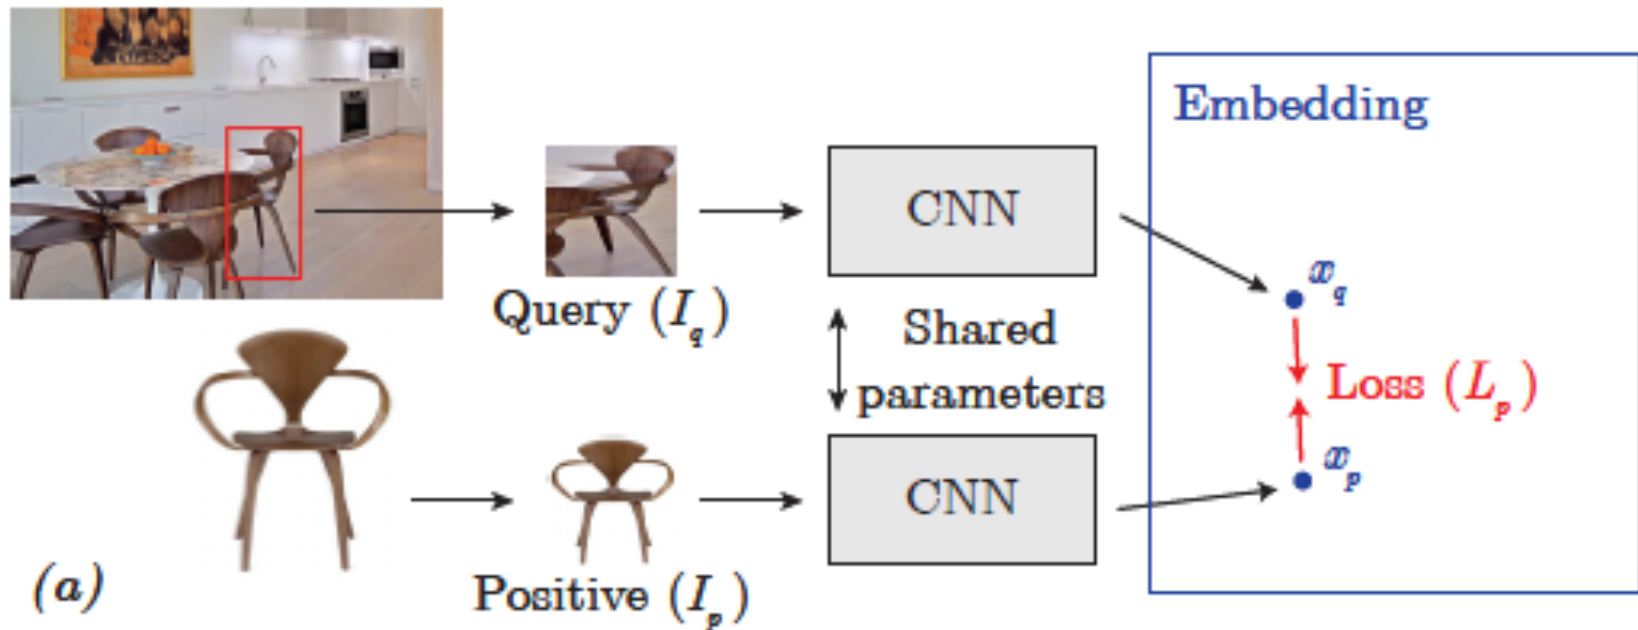 Embedding
CNN
x_q
Query (I_q)
Shared
parameters
Loss (L_p)
x_p
CNN
(a)
Positive (I_p)